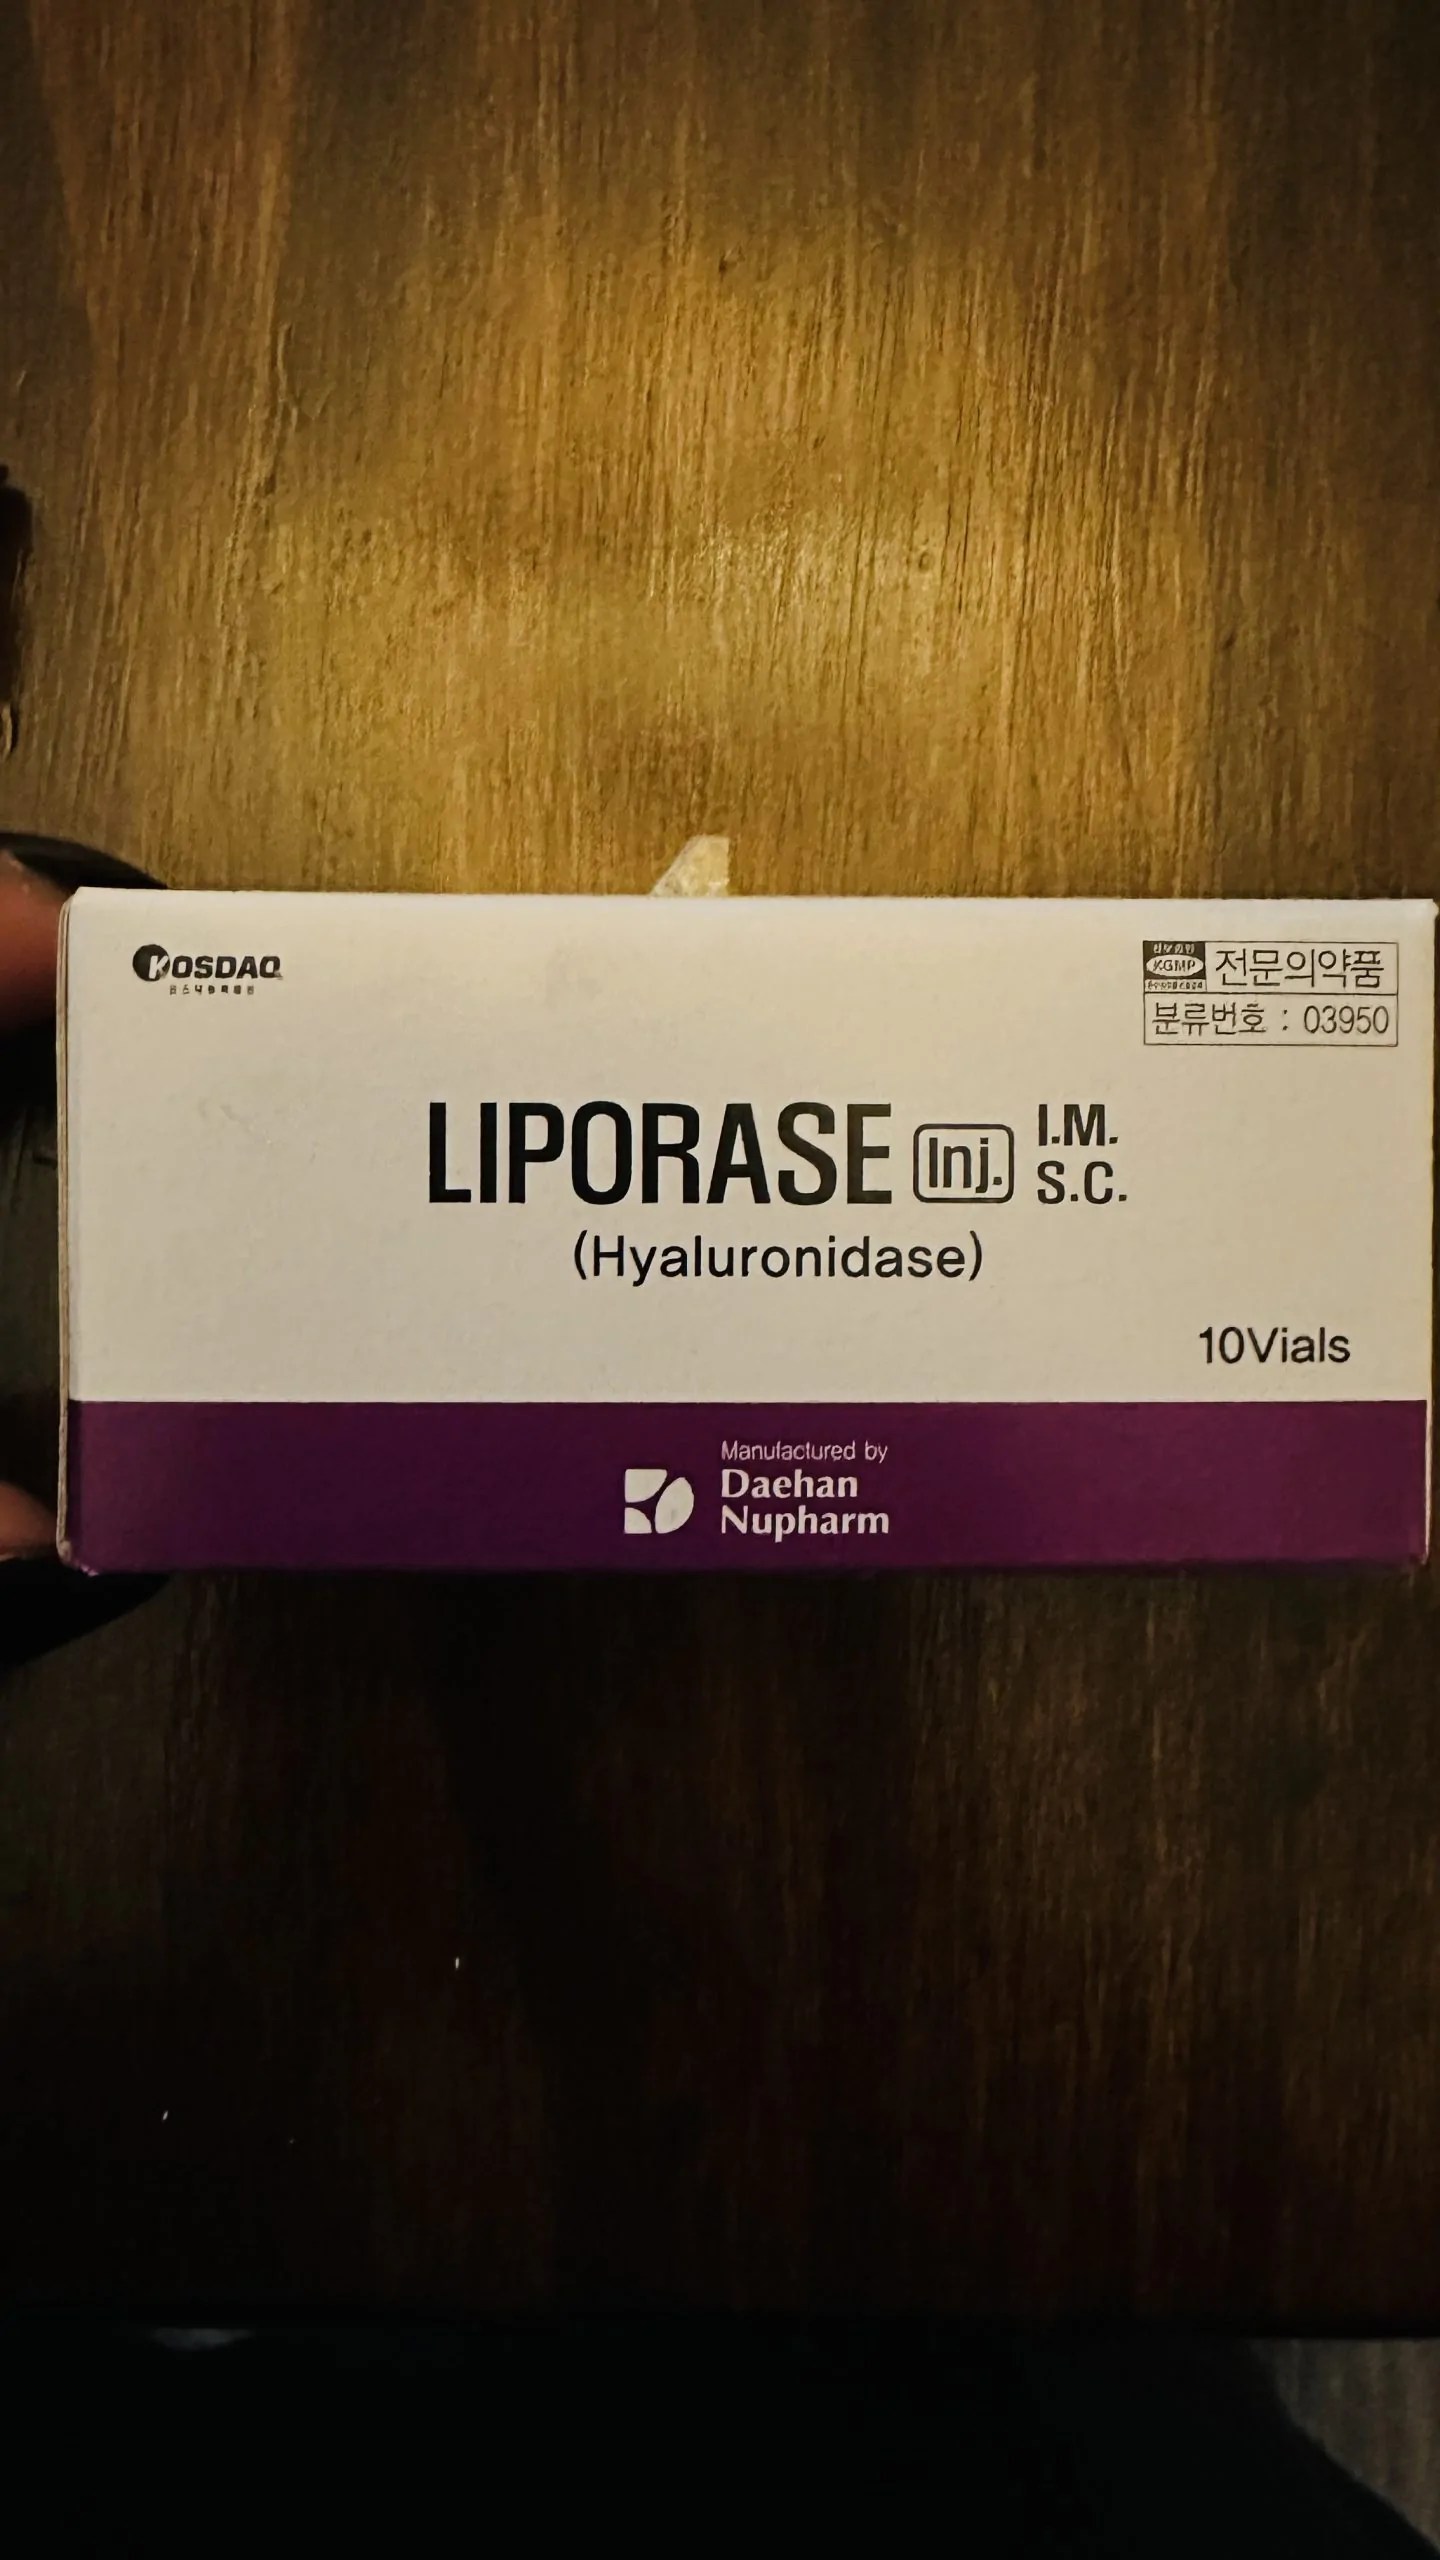 KOSDAQ
KGMP
전문의약품
분류번호 : 03950
LIPORASE Inj. I.M.
S.C.
(Hyaluronidase)
10Vials
Manufactured by
Daehan
Nupharm